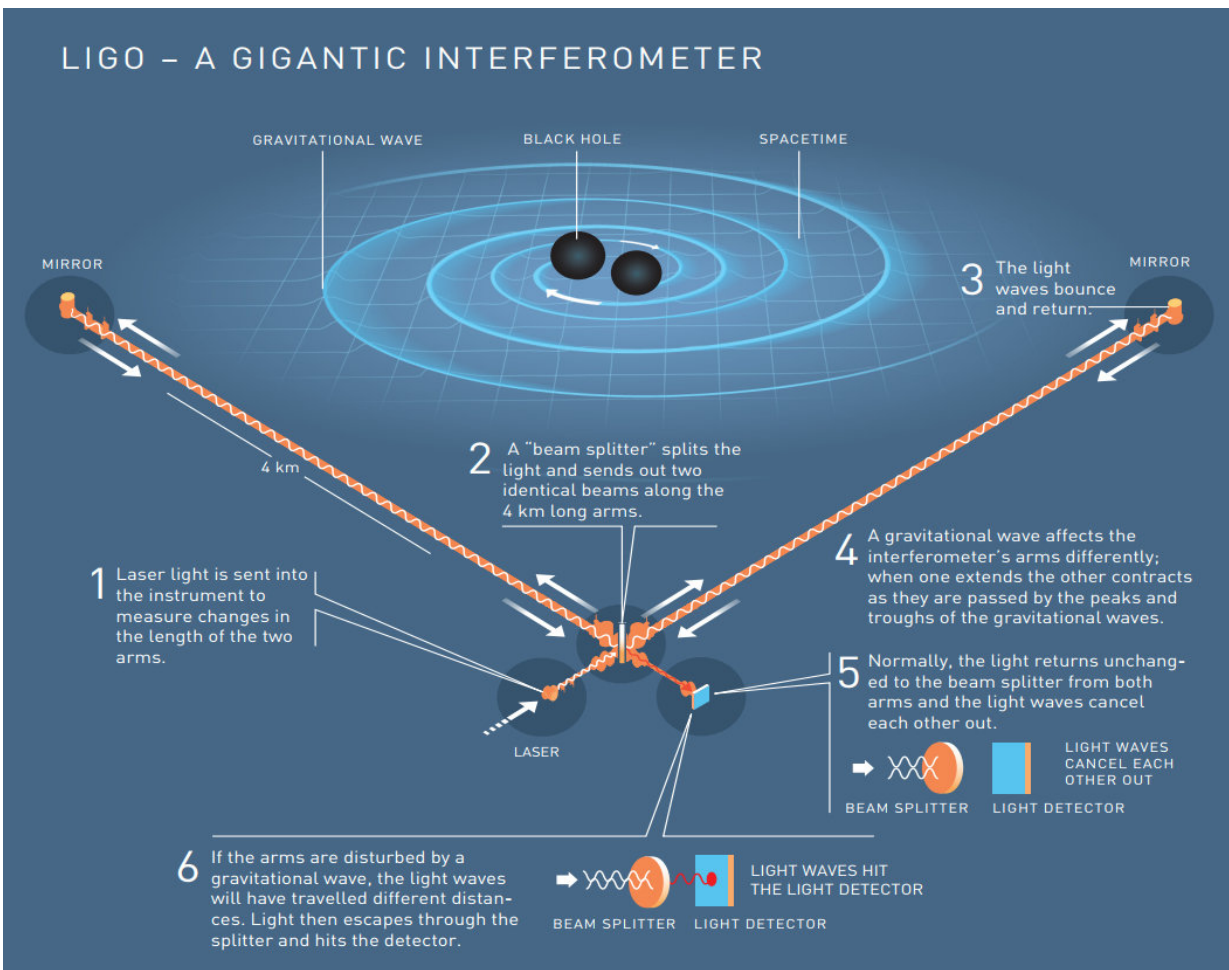 LIGO – A GIGANTIC INTERFEROMETER
GRAVITATIONAL WAVE
BLACK HOLE
SPACETIME
MIRROR
MIRROR
3 The light
waves bounce
and return.
4 km
2 A “beam splitter” splits the
light and sends out two
identical beams along the
4 km long arms.
1 Laser light is sent into
the instrument to
measure changes in
the length of the two
arms.
4 A gravitational wave affects the
interferometer’s arms differently;
when one extends the other contracts
as they are passed by the peaks and
troughs of the gravitational waves.
5 Normally, the light returns unchang-
ed to the beam splitter from both
arms and the light waves cancel
each other out.
LIGHT WAVES
CANCEL EACH
OTHER OUT
BEAM SPLITTER
LIGHT DETECTOR
LASER
6 If the arms are disturbed by a
gravitational wave, the light waves
will have travelled different distan-
ces. Light then escapes through the
splitter and hits the detector.
LIGHT WAVES HIT
THE LIGHT DETECTOR
BEAM SPLITTER
LIGHT DETECTOR